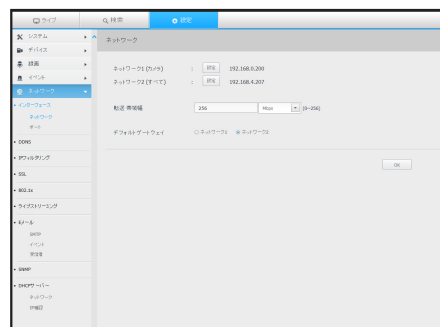 ライブ
検索
設定
システム
デバイス
録画
イベント
ネットワーク
• インターフェース
ネットワーク
ポート
• DDNS
• IPフィルタリング
• SSL
• 802.1x
• ライブストリーミング
• Eメール
SMTP
イベント
受信者
• SNMP
• DHCPサーバー
ネットワーク
IP確認
ネットワーク
ネットワーク1 (カメラ) : 設定 192.168.0.200
ネットワーク2 (すべて) : 設定 192.168.4.207
転送 帯域幅 256 Mbps (0~256)
デフォルトゲートウェイ ネットワーク1 ネットワーク2
OK